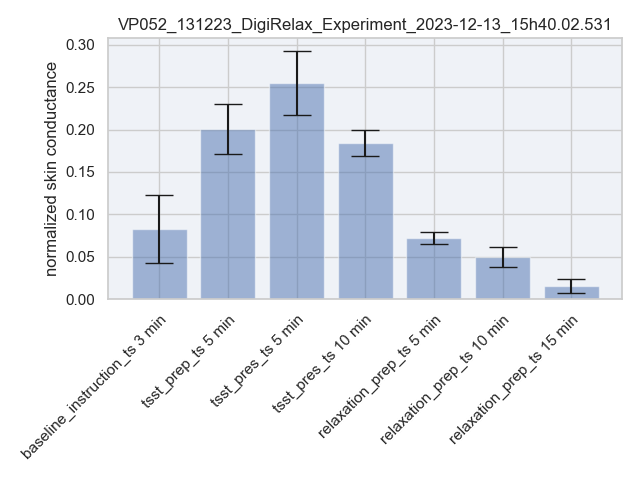 VP052_131223_DigiRelax_Experiment_2023-12-13_15h40.02.531
normalized skin conductance
0.30
0.25
0.20
0.15
0.10
0.05
0.00
baseline_instruction_ts 3 min
tsst_prep_ts 5 min
tsst_pres_ts 5 min
tsst_pres_ts 10 min
relaxation_prep_ts 5 min
relaxation_prep_ts 10 min
relaxation_prep_ts 15 min